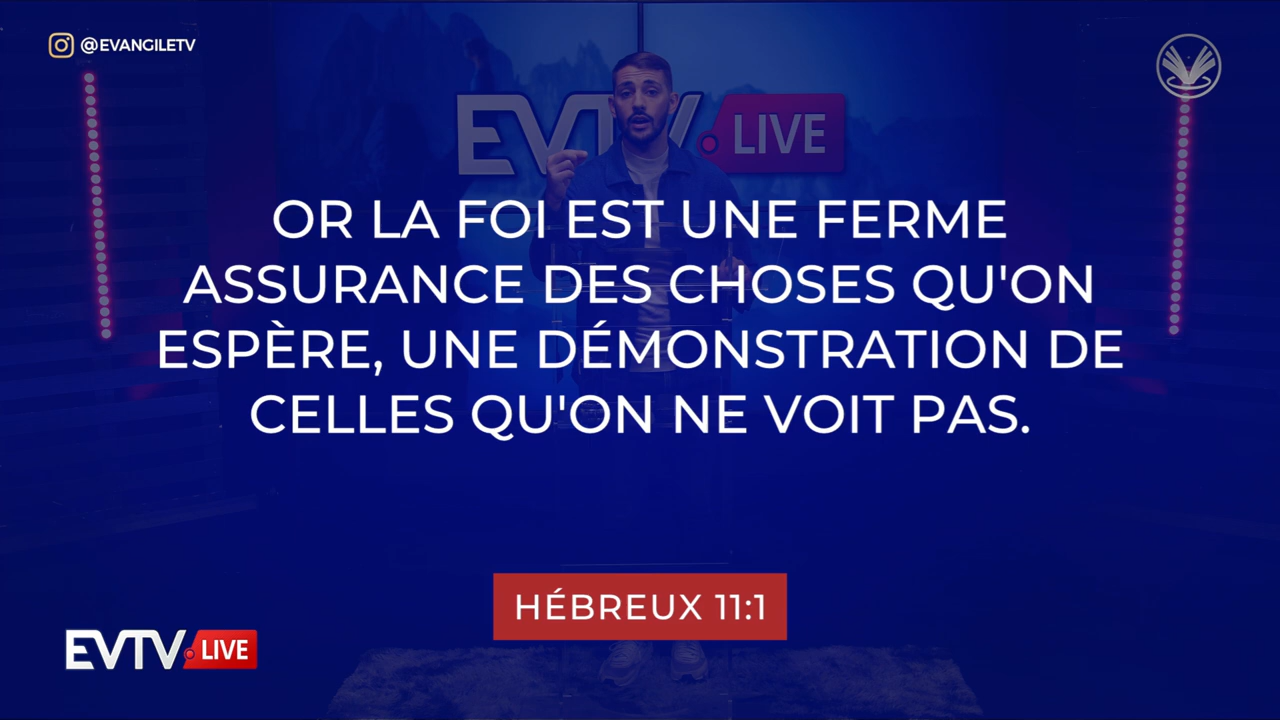 @EVANGILETV
EVTV LIVE
OR LA FOI EST UNE FERME
ASSURANCE DES CHOSES QU'ON
ESPÈRE, UNE DÉMONSTRATION DE
CELLES QU'ON NE VOIT PAS.
HÉBREUX 11:1
EVTV LIVE